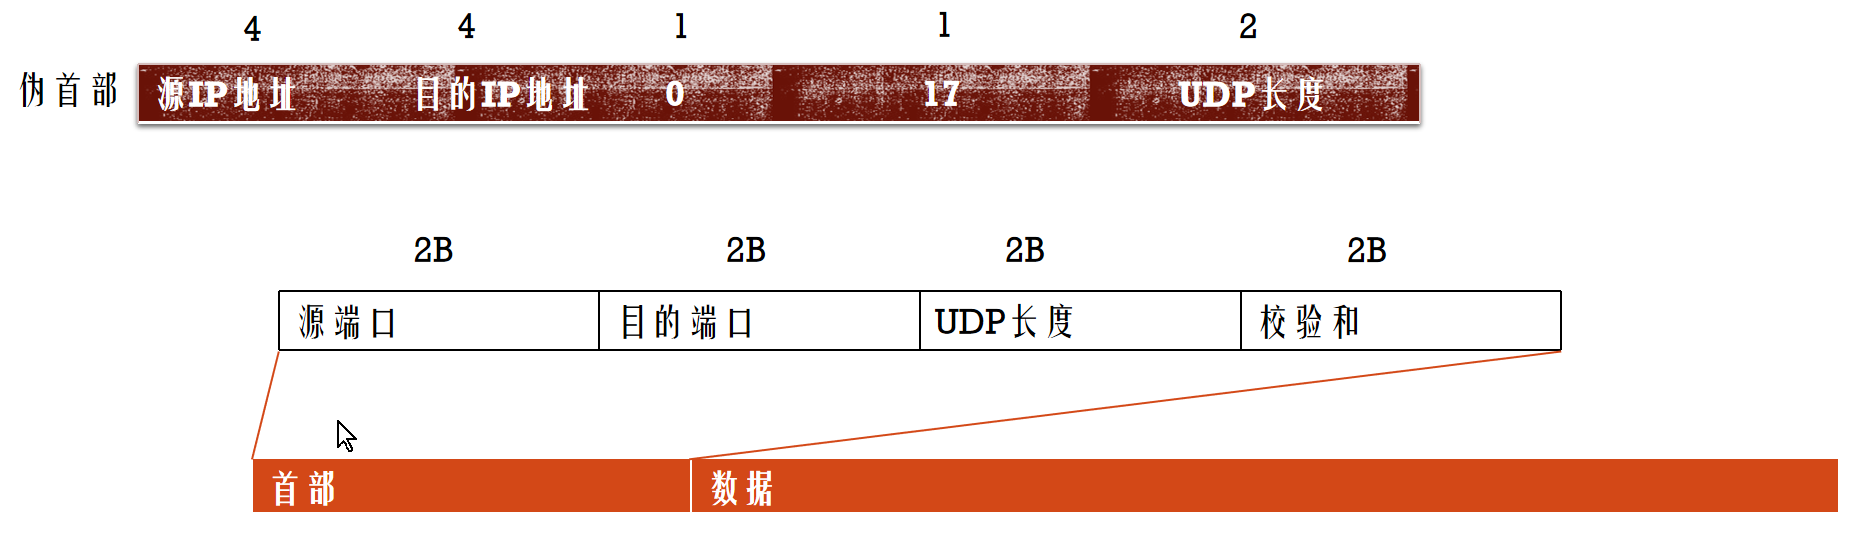 4 4 1 1 2
伪首部 源IP地址 目的IP地址 0 17 UDP长度
2B 2B 2B 2B
源端口 目的端口 UDP长度 校验和
首部 数据